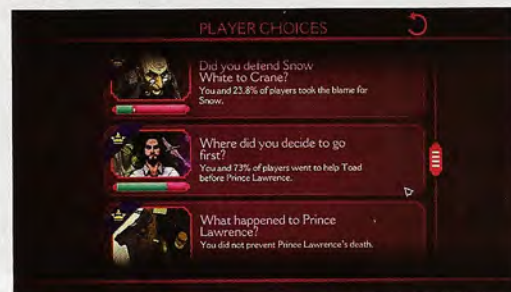 PLAYER CHOICES
Did you defend Snow
White to Crane?
You and 23.8% of players took the blame for
Snow.
Where did you decide to go
first?
You and 73% of players went to help Toad
before Prince Lawrence.
What happened to Prince
Lawrence?
You did not prevent Prince Lawrence's death.